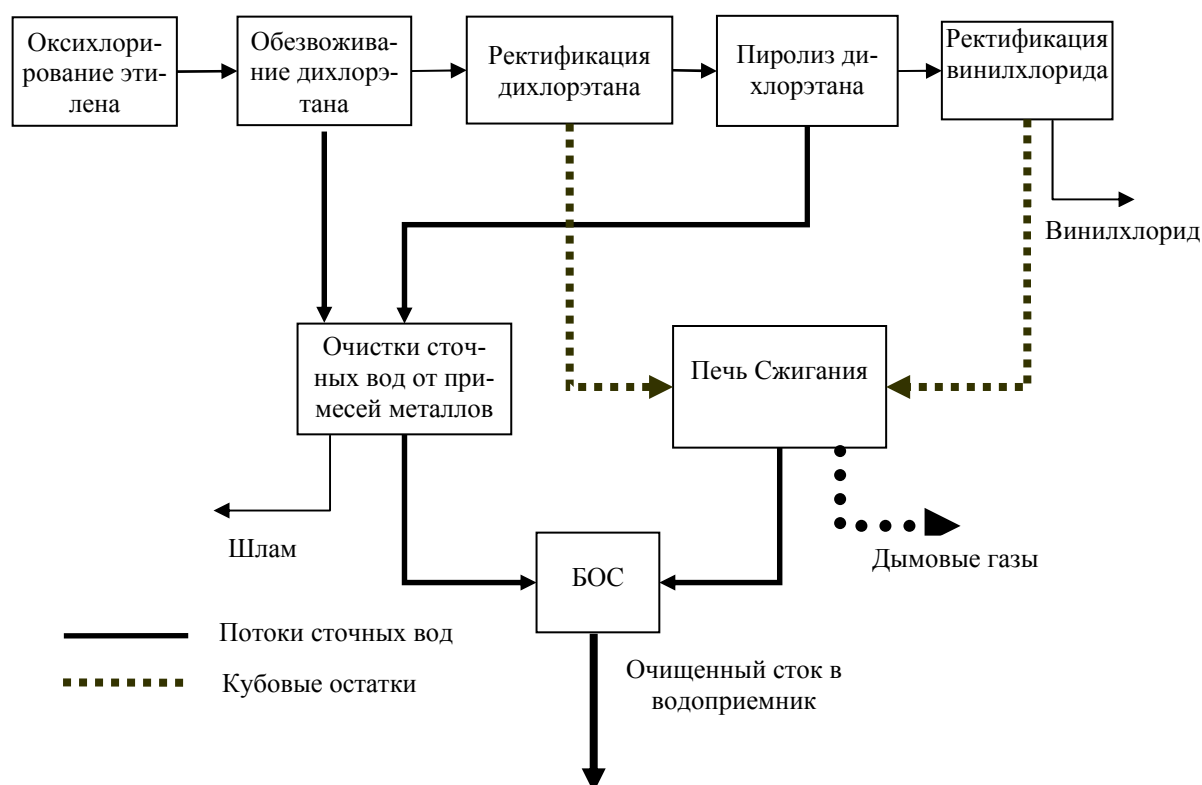 Оксихлори-
рование эти-
лена
Обезвожива-
ние дихлорэ-
тана
Ректификация
дихлорэтана
Пиролиз ди-
хлорэтана
Ректификация
винилхлорида
Винилхлорид
Очистки сточ-
ных вод от при-
месей металлов
Печь Сжигания
Шлам
БОС
Дымовые газы
Потоки сточных вод
Кубовые остатки
Очищенный сток в
водоприемник